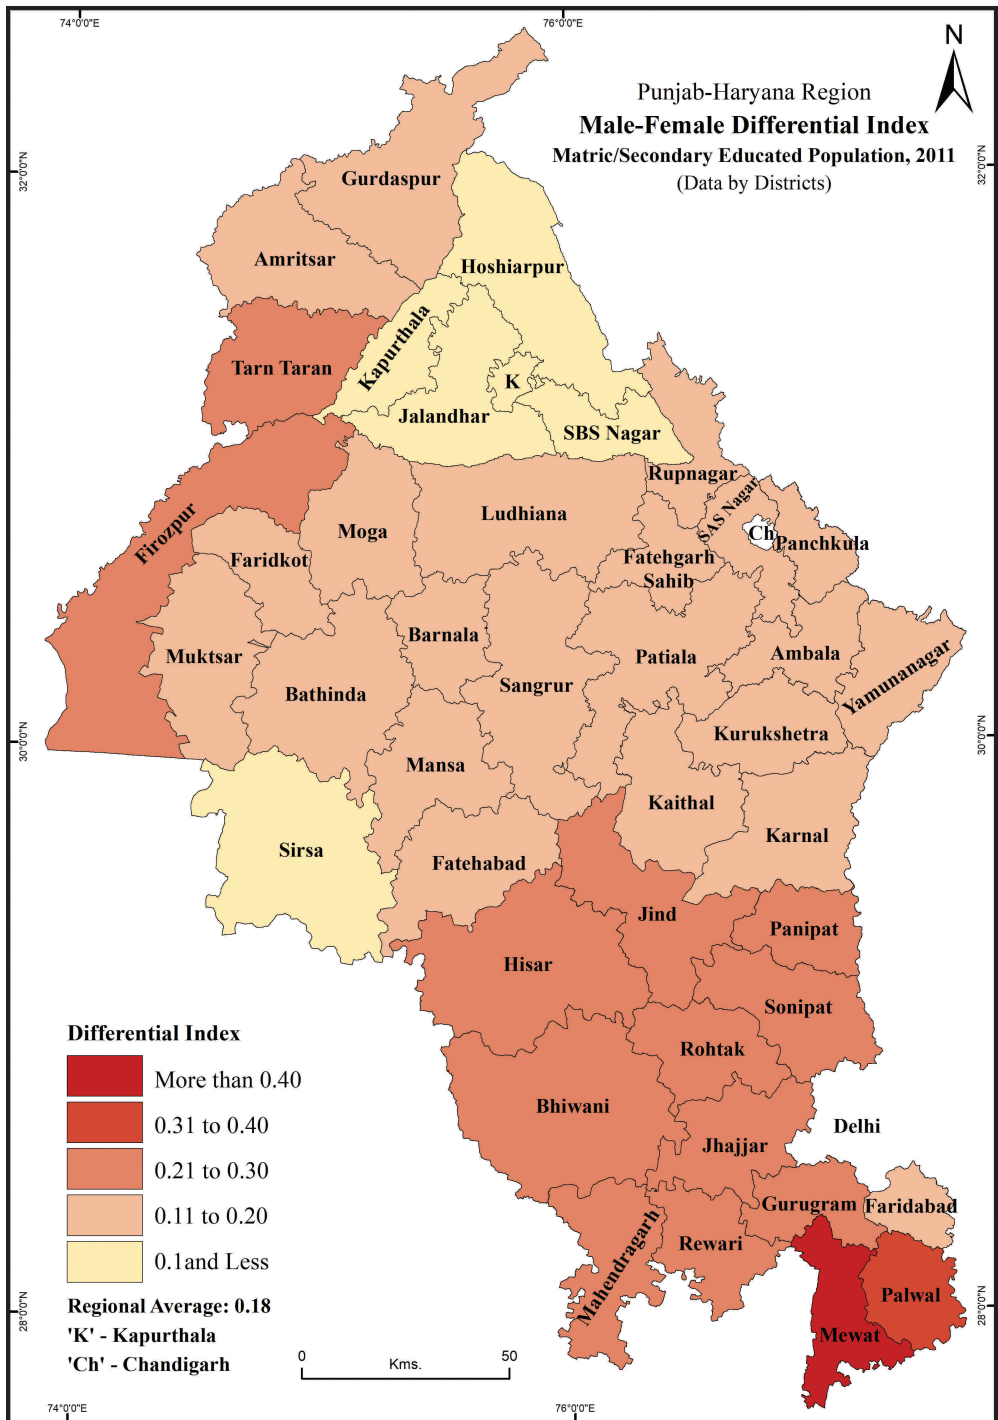 74°0'0"E
76°0'0"E
N
Punjab-Haryana Region
Male-Female Differential Index
Matric/Secondary Educated Population, 2011
(Data by Districts)
32°0'0"N
32°0'0"N
Gurdaspur
Amritsar
Hoshiarpur
Kapurthala
Tarn Taran
K
Jalandhar
SBS Nagar
Rupnagar
SAS Nagar
Firozpur
Moga
Ludhiana
Ch
Panchkula
Faridkot
Fatehgarh
Sahib
Barnala
Muktsar
Patiala
Ambala
Yamunanagar
Bathinda
Sangrur
30°0'0"N
30°0'0"N
Kurukshetra
Mansa
Kaithal
Karnal
Sirsa
Fatehabad
Jind
Panipat
Hisar
Sonipat
Rohtak
Bhiwani
Delhi
Jhajjar
Gurugram
Faridabad
Mahendragarh
Rewari
Palwal
Mewat
Differential Index
More than 0.40
0.31 to 0.40
0.21 to 0.30
0.11 to 0.20
0.1and Less
Regional Average: 0.18
'K' - Kapurthala
'Ch' - Chandigarh
28°0'0"N
28°0'0"N
0 Kms. 50
74°0'0"E
76°0'0"E